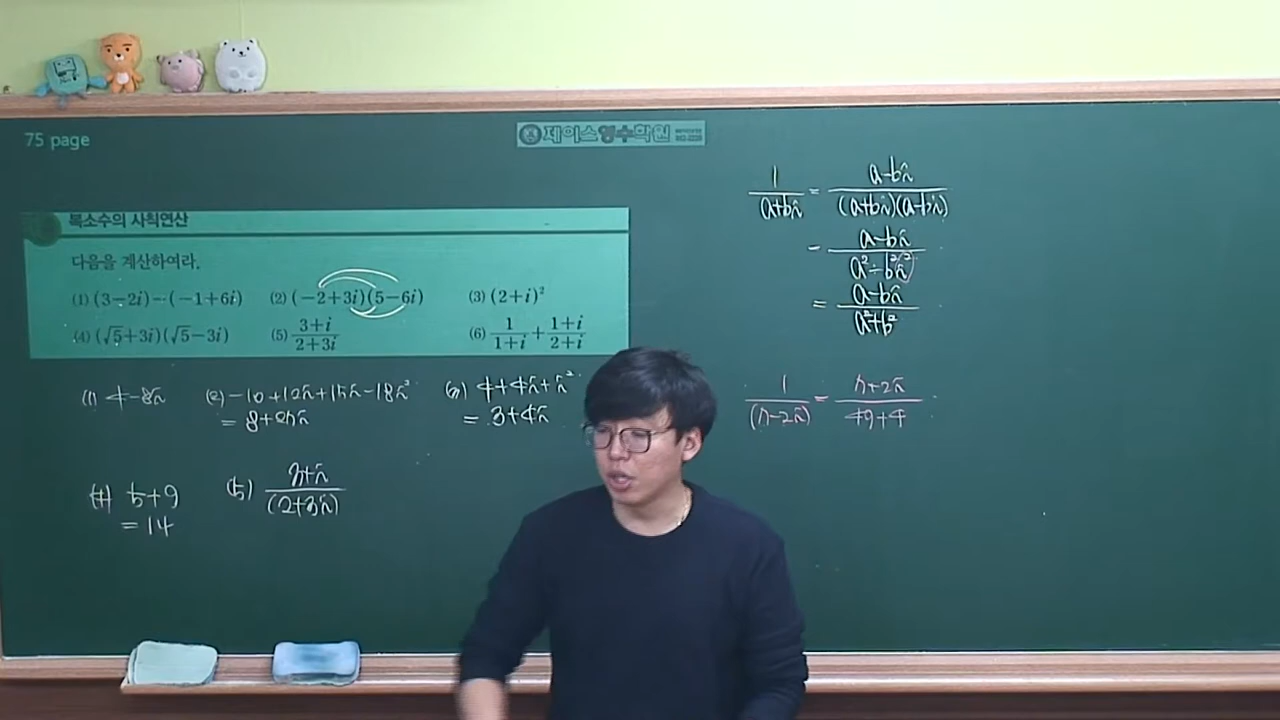 75 page
제이스영수학원
복소수의 사칙연산
다음을 계산하여라.
(1) (3−2i)−(−1+6i) (2) (−2+3i)(5−6i) (3) (2+i)²
(4) (√5+3i)(√5−3i) (5) (3+i)/(2+3i) (6) 1/(1+i) + (1+i)/(2+i)
(1) 4−8i (2) −10+12i+15i−18i² (3) 4+4i+i²
= 8+27i = 3+4i
(4) 5+9 (5) (3+i)/(2+3i)
= 14
1/(a+bi) = (a−bi)/((a+bi)(a−bi))
= (a−bi)/(a²−b²i²)
= (a−bi)/(a²+b²)
1/(7−2i) = (7+2i)/(49+4)